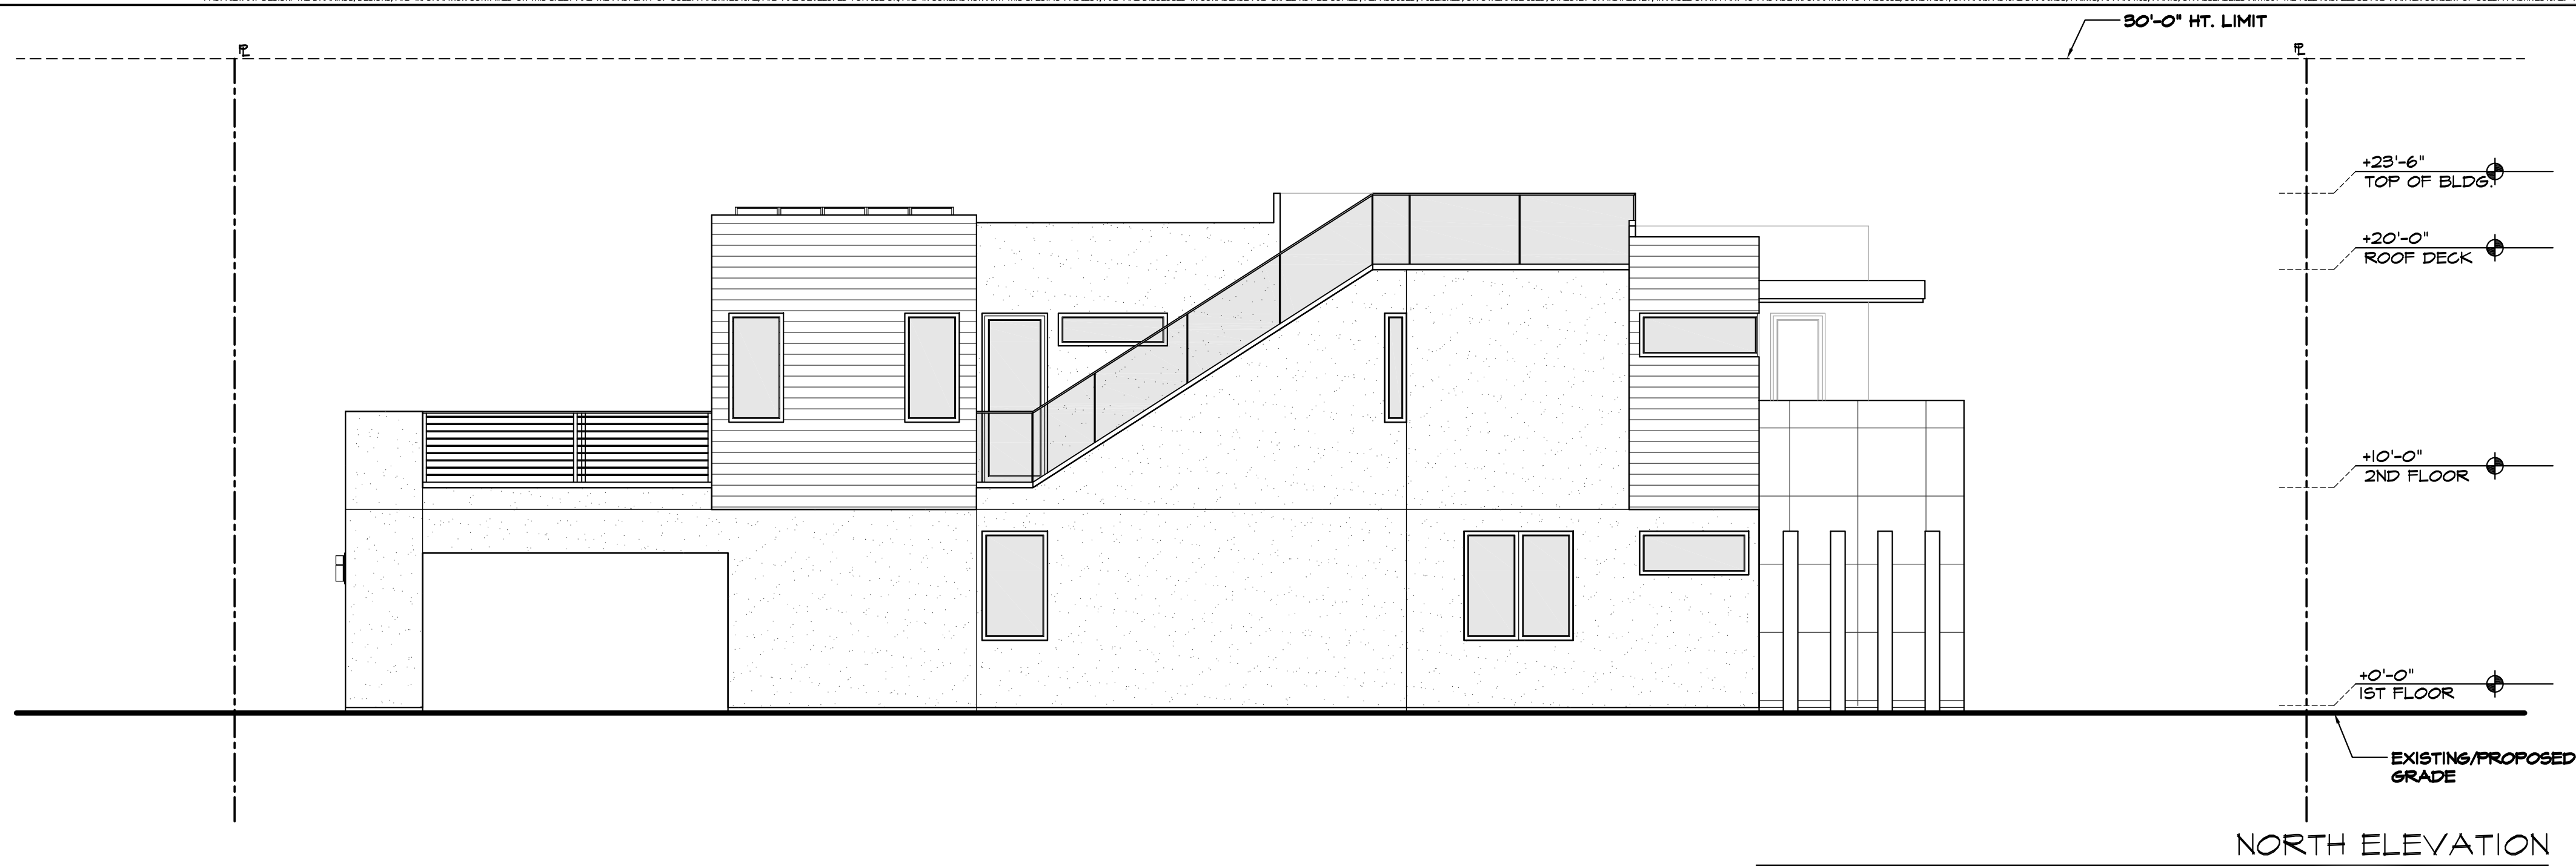 30'-0" HT. LIMIT
PL
PL
+23'-6"
TOP OF BLDG.
+20'-0"
ROOF DECK
+10'-0"
2ND FLOOR
+0'-0"
1ST FLOOR
EXISTING/PROPOSED
GRADE
NORTH ELEVATION